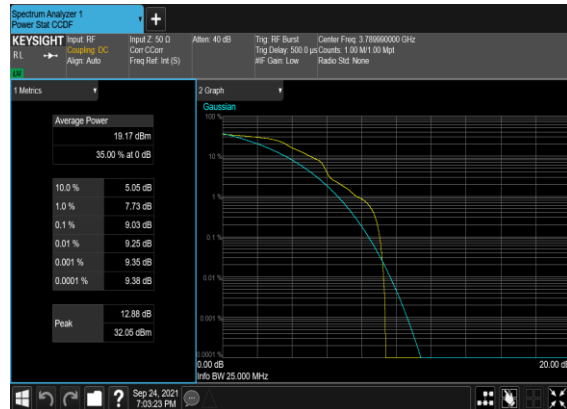 Spectrum Analyzer 1
Power Stat CCDF
+
KEYSIGHT Input: RF Input Z: 50 Ω Atten: 40 dB Trig: RF Burst Center Freq: 3.789990000 GHz
RL Coupling: DC Corr CCorr Trig Delay: 500.0 µs Counts: 1.00 M/1.00 Mpt
Align: Auto Freq Ref: Int (S) #IF Gain: Low Radio Std: None
1 Metrics
2 Graph
Average Power
19.17 dBm
35.00 % at 0 dB
10.0 % 5.05 dB
1.0 % 7.73 dB
0.1 % 9.03 dB
0.01 % 9.25 dB
0.001 % 9.35 dB
0.0001 % 9.38 dB
Peak
12.88 dB
32.05 dBm
Gaussian
100 %
10 %
1 %
0.1 %
0.01 %
0.001 %
0.0001 %
0.00 dB 20.00 dB
Info BW 25.000 MHz
? Sep 24, 2021
7:03:23 PM